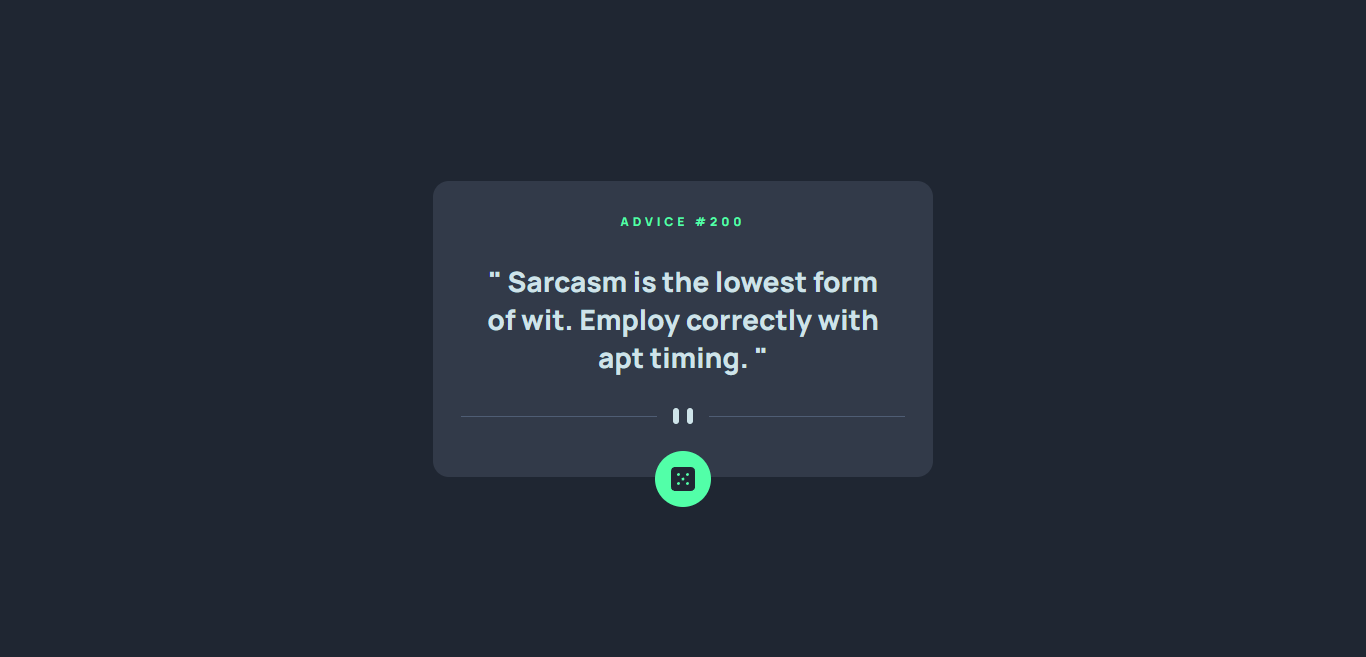 ADVICE #200
" Sarcasm is the lowest form
of wit. Employ correctly with
apt timing. "